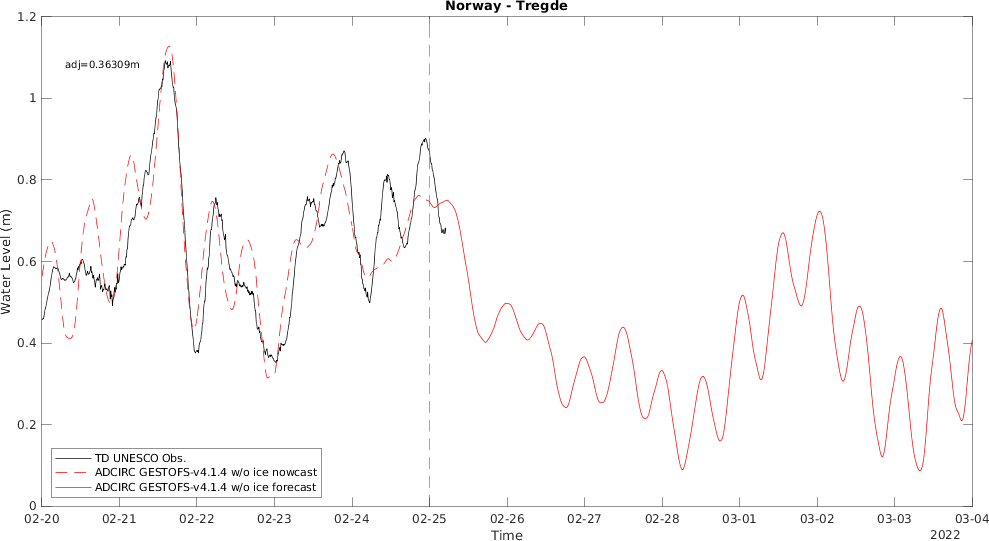 Norway - Tregde
1.2
adj=0.36309m
1
0.8
0.6
0.4
0.2
0
Water Level (m)
TD UNESCO Obs.
ADCIRC GESTOFS-v4.1.4 w/o ice nowcast
ADCIRC GESTOFS-v4.1.4 w/o ice forecast
02-20 02-21 02-22 02-23 02-24 02-25 02-26 02-27 02-28 03-01 03-02 03-03 03-04
Time
2022